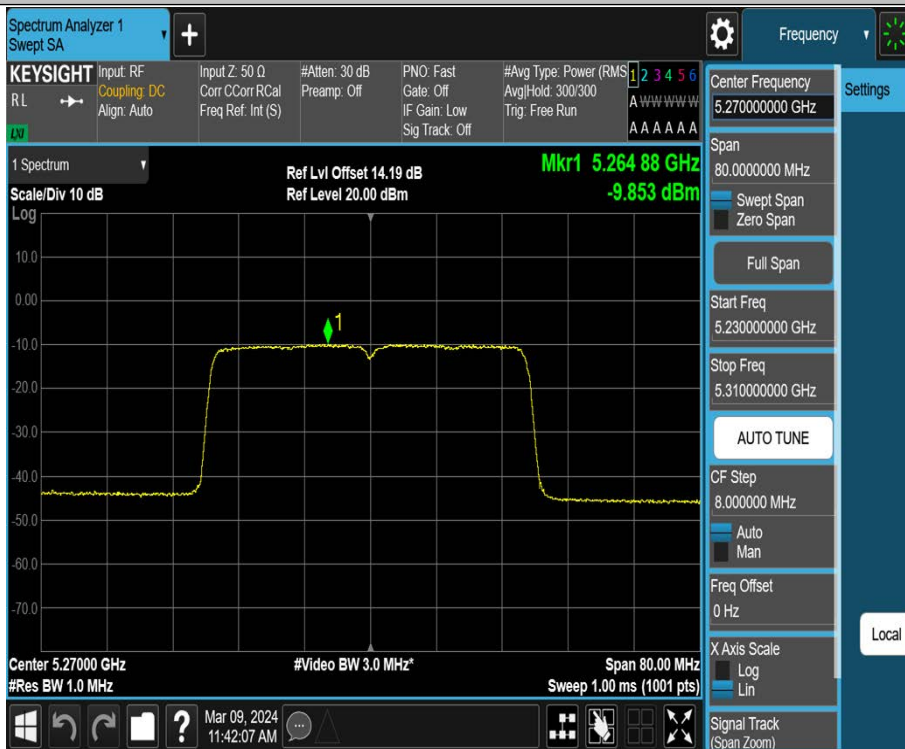 Spectrum Analyzer 1
Swept SA
+
Frequency
KEYSIGHT
R L
LXI
Input: RF
Coupling: DC
Align: Auto
Input Z: 50 Ω
Corr CCorr RCal
Freq Ref: Int (S)
#Atten: 30 dB
Preamp: Off
PNO: Fast
Gate: Off
IF Gain: Low
Sig Track: Off
#Avg Type: Power (RMS
Avg|Hold: 300/300
Trig: Free Run
1 2 3 4 5 6
A W W W W W
A A A A A A
Center Frequency
5.270000000 GHz
Settings
1 Spectrum
Scale/Div 10 dB
Log
Ref Lvl Offset 14.19 dB
Ref Level 20.00 dBm
Mkr1 5.264 88 GHz
-9.853 dBm
10.0
0.00
-10.0
-20.0
-30.0
-40.0
-50.0
-60.0
-70.0
1
Center 5.27000 GHz
#Res BW 1.0 MHz
#Video BW 3.0 MHz*
Span 80.00 MHz
Sweep 1.00 ms (1001 pts)
Span
80.0000000 MHz
Swept Span
Zero Span
Full Span
Start Freq
5.230000000 GHz
Stop Freq
5.310000000 GHz
AUTO TUNE
CF Step
8.000000 MHz
Auto
Man
Freq Offset
0 Hz
X Axis Scale
Log
Lin
Local
Signal Track
(Span Zoom)
?
Mar 09, 2024
11:42:07 AM